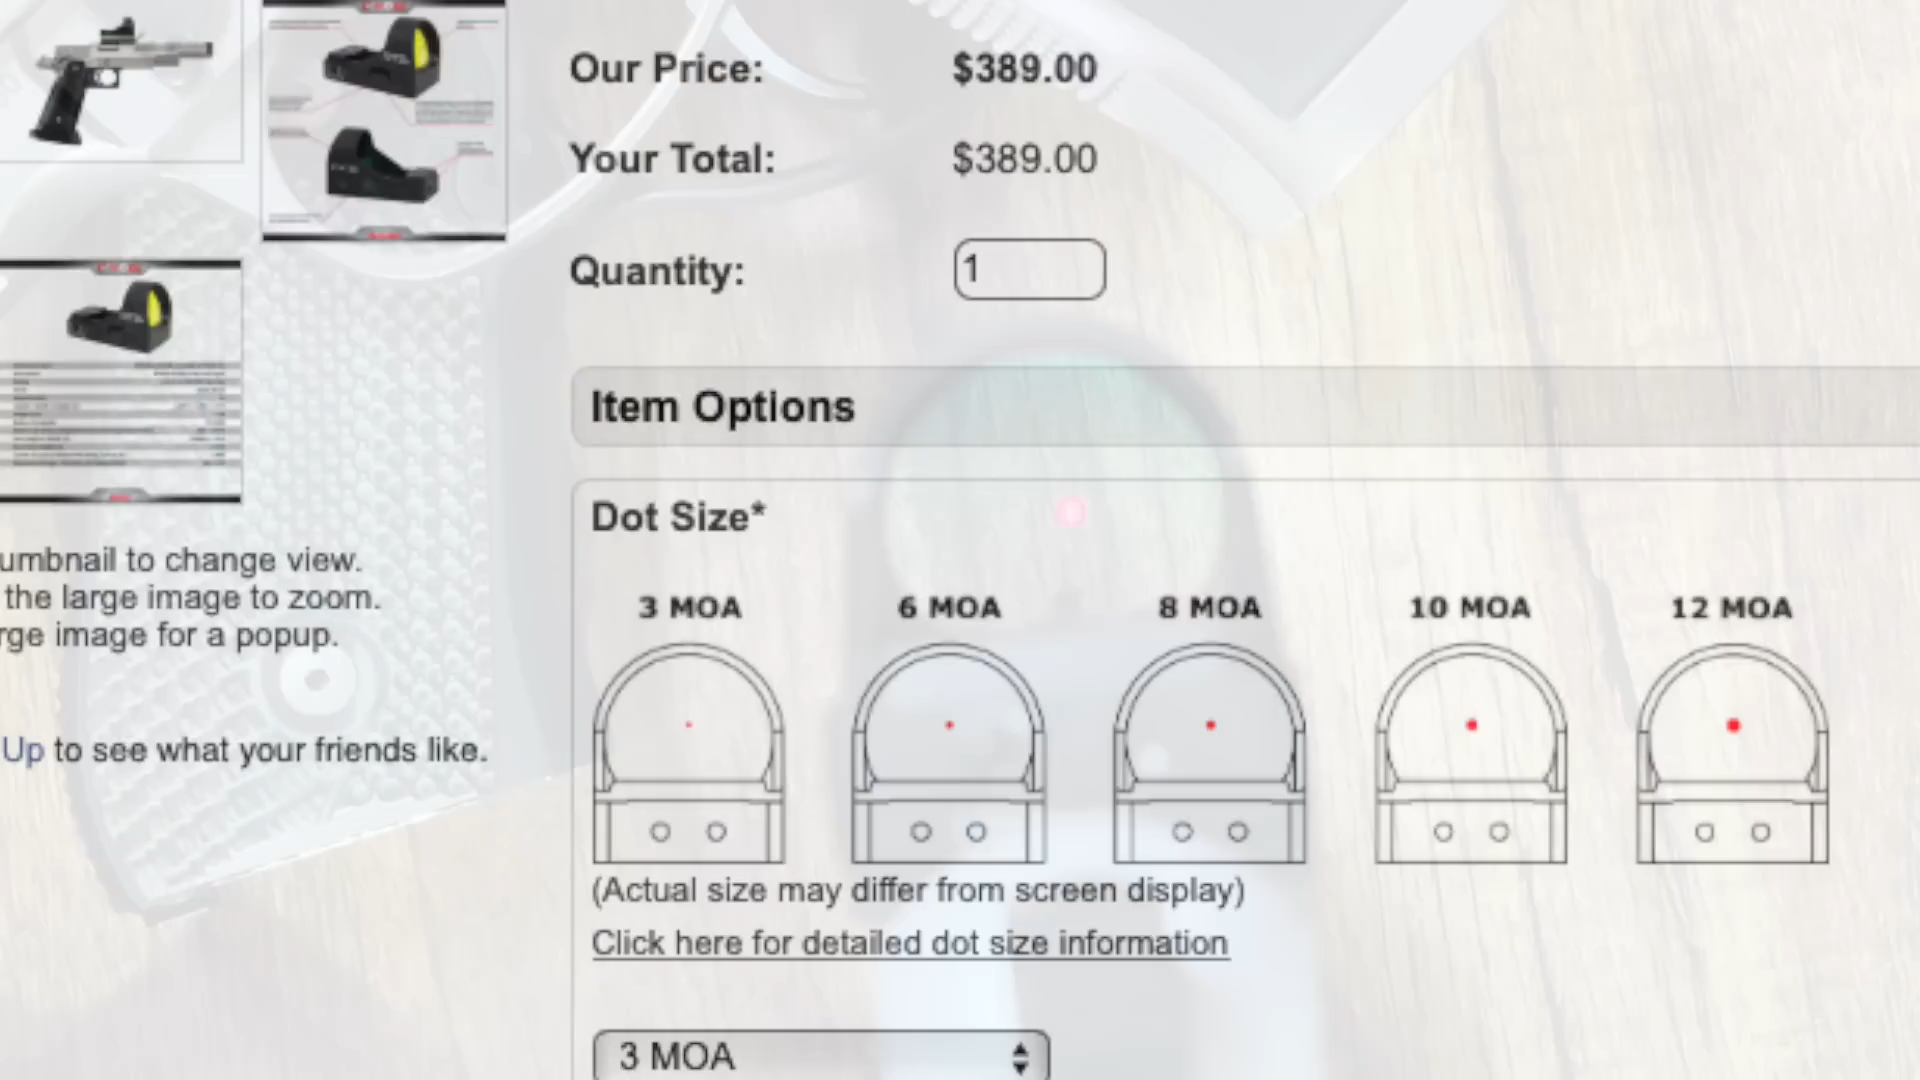 Our Price: $389.00
Your Total: $389.00
Quantity: 1
Item Options
Dot Size*
3 MOA 6 MOA 8 MOA 10 MOA 12 MOA
(Actual size may differ from screen display)
Click here for detailed dot size information
3 MOA
umbnail to change view.
the large image to zoom.
rge image for a popup.
Up to see what your friends like.